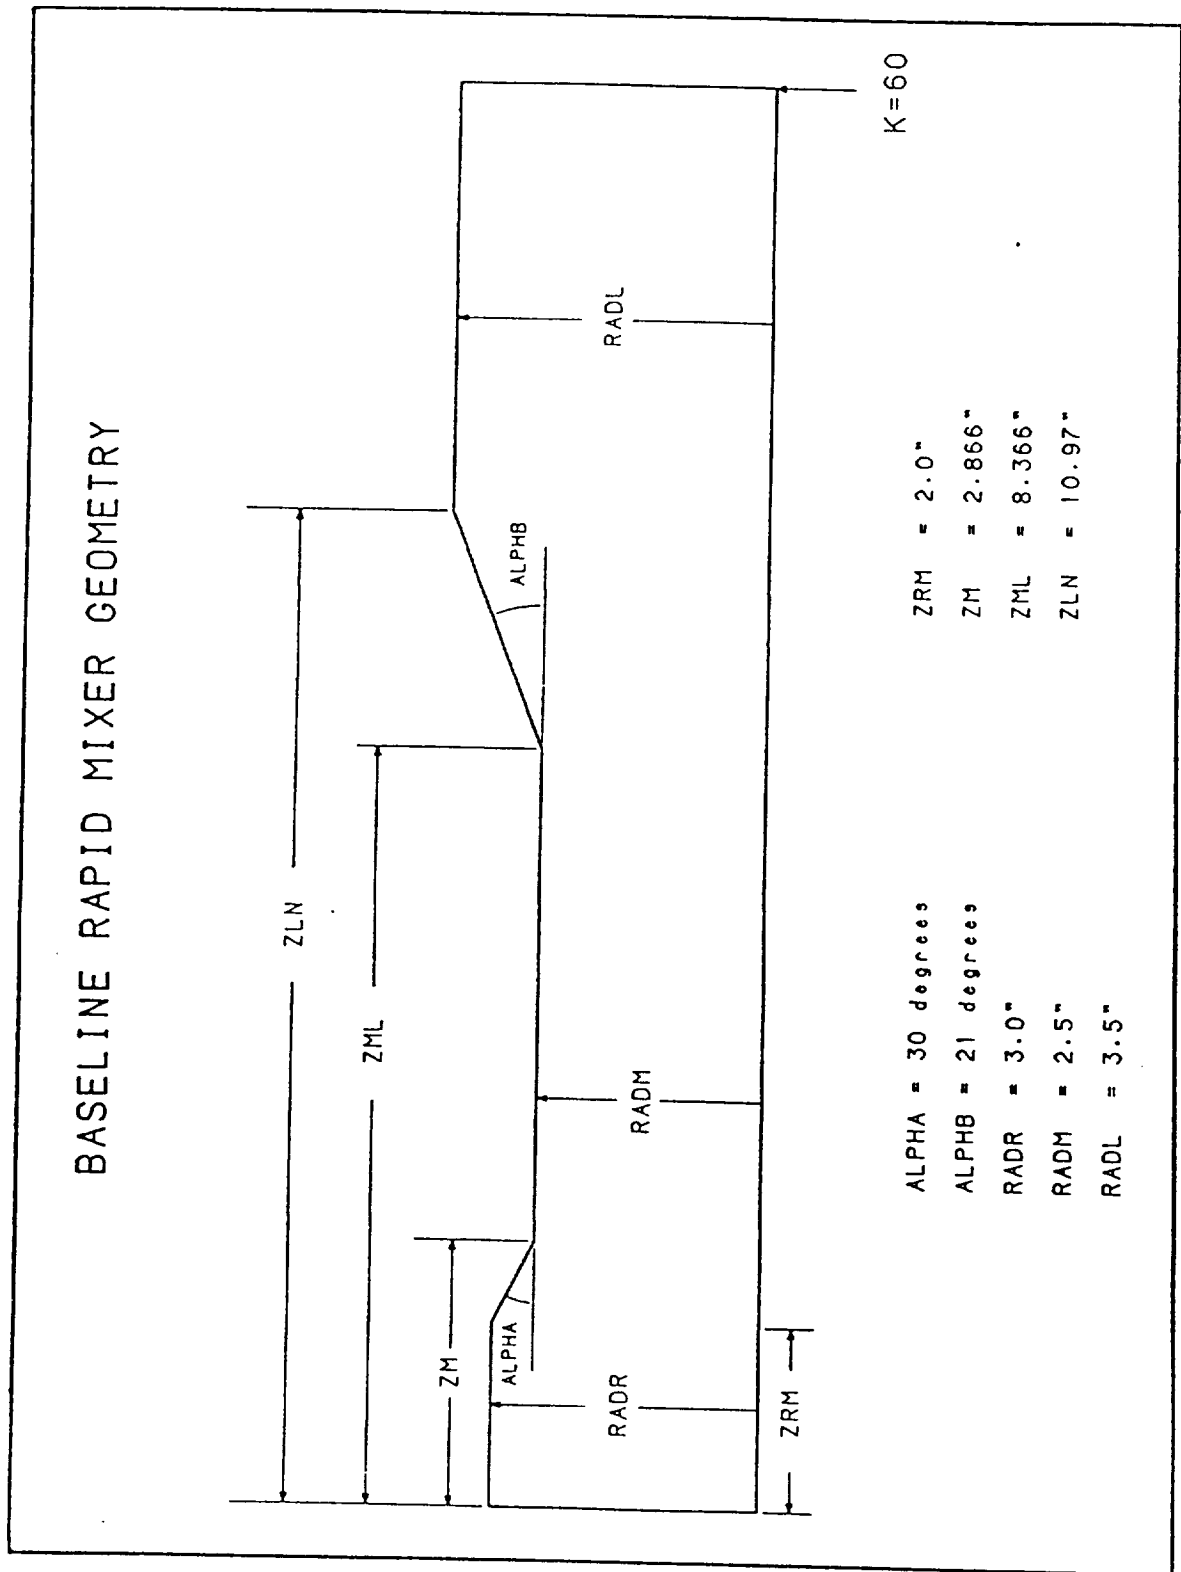 BASELINE RAPID MIXER GEOMETRY
ZLN
ZML
ZM
ALPHA
ALPHB
RADR
RADM
RADL
ZRM
K=60
ALPHA = 30 degrees
ALPHB = 21 degrees
RADR = 3.0"
RADM = 2.5"
RADL = 3.5"
ZRM = 2.0"
ZM = 2.866"
ZML = 8.366"
ZLN = 10.97"